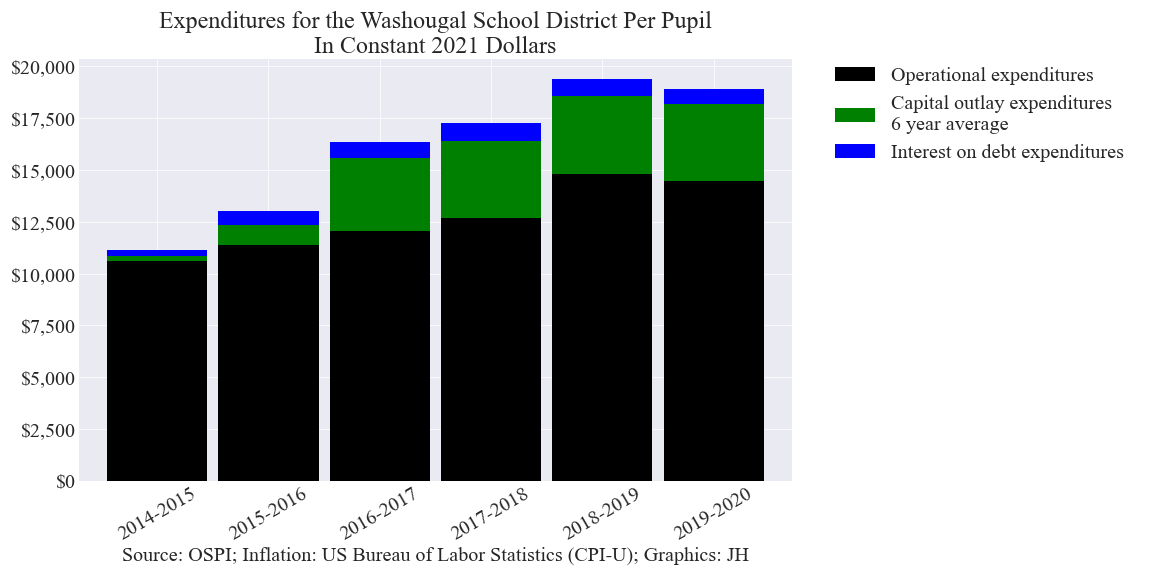 Expenditures for the Washougal School District Per Pupil
In Constant 2021 Dollars
$20,000
$17,500
$15,000
$12,500
$10,000
$7,500
$5,000
$2,500
$0
2014-2015
2015-2016
2016-2017
2017-2018
2018-2019
2019-2020
Source: OSPI; Inflation: US Bureau of Labor Statistics (CPI-U); Graphics: JH
Operational expenditures
Capital outlay expenditures
6 year average
Interest on debt expenditures